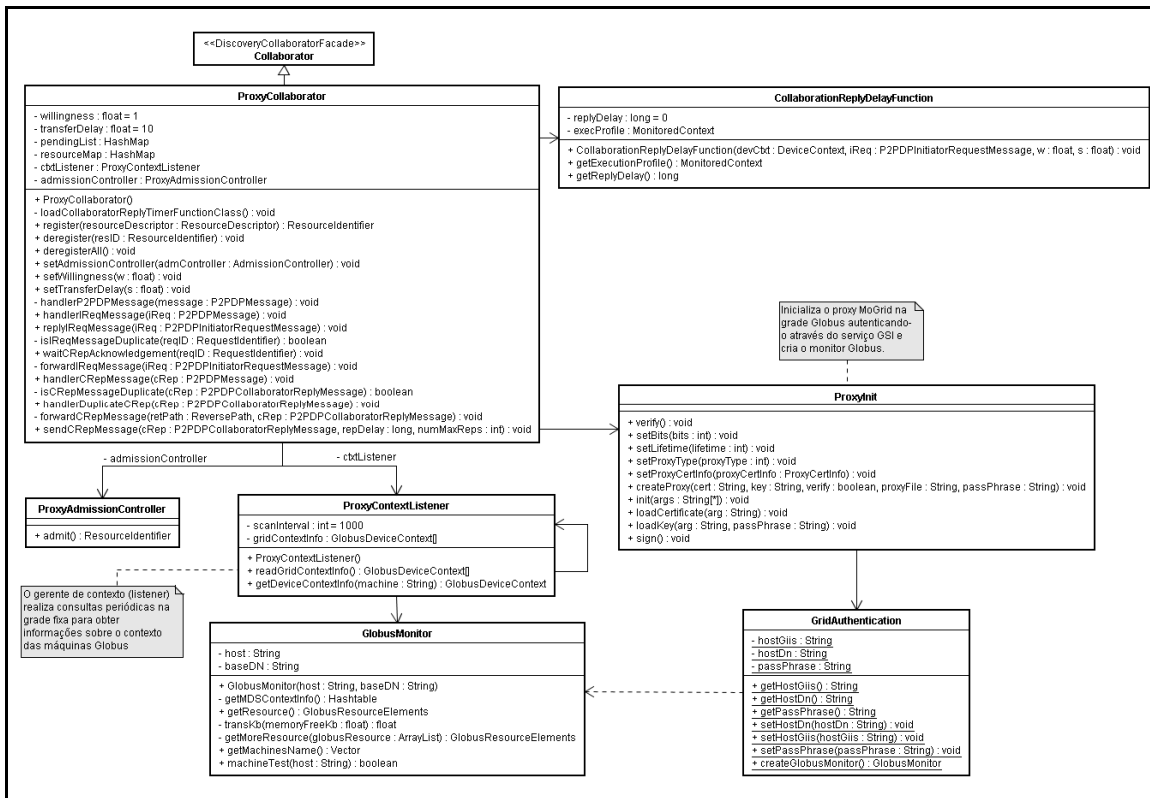 <<DiscoveryCollaboratorFacade>>
Collaborator
ProxyCollaborator
- willingness : float = 1
- transferDelay : float = 10
- pendingList : HashMap
- resourceMap : HashMap
- ctxtListener : ProxyContextListener
- admissionController : ProxyAdmissionController
+ ProxyCollaborator()
- loadCollaboratorReplyTimerFunctionClass() : void
+ register(resourceDescriptor : ResourceDescriptor) : ResourceIdentifier
+ deregister(resID : ResourceIdentifier) : void
+ deregisterAll() : void
+ setAdmissionController(admController : AdmissionController) : void
+ setWillingness(w : float) : void
+ setTransferDelay(s : float) : void
- handlerP2PDPMessage(message : P2PDPMessage) : void
+ handlerIReqMessage(iReq : P2PDPMessage) : void
+ replyIReqMessage(iReq : P2PDPInitiatorRequestMessage) : void
- isIReqMessageDuplicate(reqID : RequestIdentifier) : boolean
+ waitCRepAcknowledgement(reqID : RequestIdentifier) : void
- forwardIReqMessage(iReq : P2PDPInitiatorRequestMessage) : void
+ handlerCRepMessage(cRep : P2PDPMessage) : void
- isCRepMessageDuplicate(cRep : P2PDPCollaboratorReplyMessage) : boolean
+ handlerDuplicateCRep(cRep : P2PDPCollaboratorReplyMessage) : void
- forwardCRepMessage(retPath : ReversePath, cRep : P2PDPCollaboratorReplyMessage) : void
+ sendCRepMessage(cRep : P2PDPCollaboratorReplyMessage, repDelay : long, numMaxReps : int) : void
CollaborationReplyDelayFunction
- replyDelay : long = 0
- execProfile : MonitoredContext
+ CollaborationReplyDelayFunction(devCtxt : DeviceContext, iReq : P2PDPInitiatorRequestMessage, w : float, s : float) : void
+ getExecutionProfile() : MonitoredContext
+ getReplyDelay() : long
Inicializa o proxy MoGrid na
grade Globus autenticando-
o através do serviço GSI e
cria o monitor Globus.
ProxyInit
+ verify() : void
+ setBits(bits : int) : void
+ setLifetime(lifetime : int) : void
+ setProxyType(proxyType : int) : void
+ setProxyCertInfo(proxyCertInfo : ProxyCertInfo) : void
+ createProxy(cert : String, key : String, verify : boolean, proxyFile : String, passPhrase : String) : void
+ init(args : String[*]) : void
+ loadCertificate(arg : String) : void
+ loadKey(arg : String, passPhrase : String) : void
+ sign() : void
- admissionController
- ctxtListener
ProxyAdmissionController
+ admit() : ResourceIdentifier
ProxyContextListener
- scanInterval : int = 1000
- gridContextInfo : GlobusDeviceContext[]
+ ProxyContextListener()
+ readGridContextInfo() : GlobusDeviceContext[]
+ getDeviceContextInfo(machine : String) : GlobusDeviceContext
O gerente de contexto (listener)
realiza consultas periódicas na
grade fixa para obter
informações sobre o contexto
das máquinas Globus
GlobusMonitor
- host : String
- baseDN : String
+ GlobusMonitor(host : String, baseDN : String)
- getMDSContextInfo() : Hashtable
+ getResource() : GlobusResourceElements
- transKb(memoryFreeKb : float) : float
- getMoreResource(globusResource : ArrayList) : GlobusResourceElements
+ getMachinesName() : Vector
+ machineTest(host : String) : boolean
GridAuthentication
- hostGiis : String
- hostDn : String
- passPhrase : String
+ getHostGiis() : String
+ getHostDn() : String
+ getPassPhrase() : String
+ setHostDn(hostDn : String) : void
+ setHostGiis(hostGiis : String) : void
+ setPassPhrase(passPhrase : String) : void
+ createGlobusMonitor() : GlobusMonitor